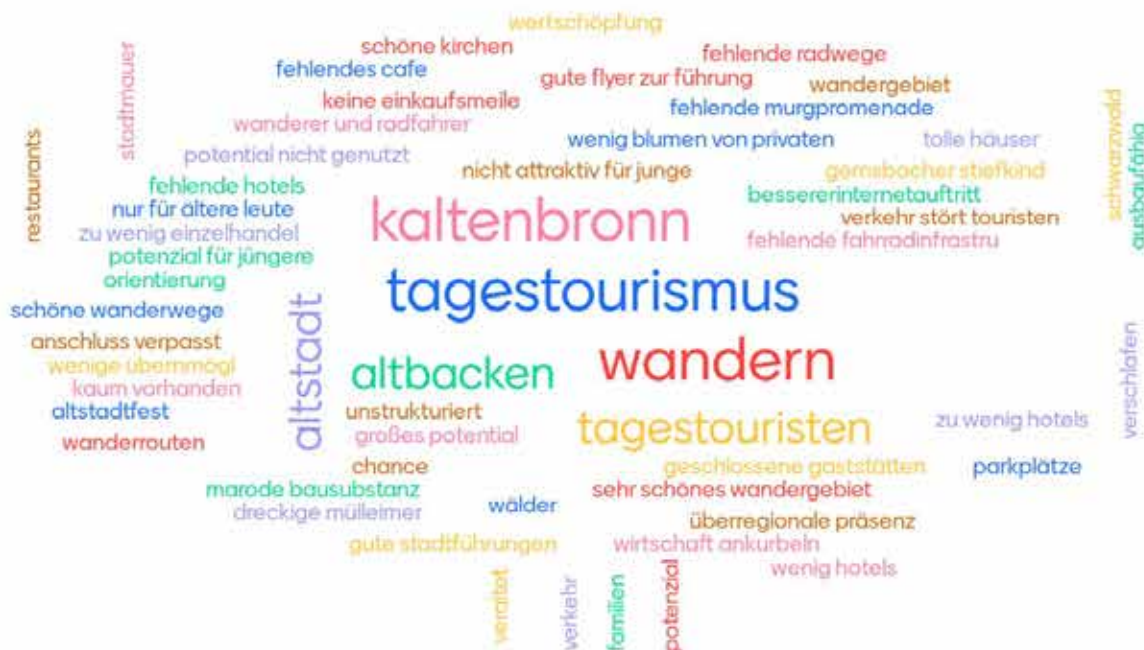 wertschöpfung
schöne kirchen
fehlende radwege
fehlendes cafe
gute flyer zur führung
wandergebiet
stadtmauer
keine einkaufsmeile
fehlende murgpromenade
wanderer und radfahrer
wenig blumen von privaten
tolle häuser
schwarzwald
ausbaufähig
restaurants
potential nicht genutzt
nicht attraktiv für junge
gernsbacher stiefkind
fehlende hotels
bessererinternetauftritt
nur für ältere leute
kaltenbronn
verkehr stört touristen
zu wenig einzelhandel
fehlende fahrradinfrastru
potenzial für jüngere
orientierung
tagestourismus
schöne wanderwege
altstadt
anschluss verpasst
wandern
verschlafen
wenige übernmögl
altbacken
kaum vorhanden
altstadtfest
unstrukturiert
tagestouristen
zu wenig hotels
wanderrouten
großes potential
chance
geschlossene gaststätten
parkplätze
marode bausubstanz
sehr schönes wandergebiet
dreckige mülleimer
wälder
überregionale präsenz
gute stadtführungen
wirtschaft ankurbeln
wenig hotels
veraltet
verkehr
familien
potenzial